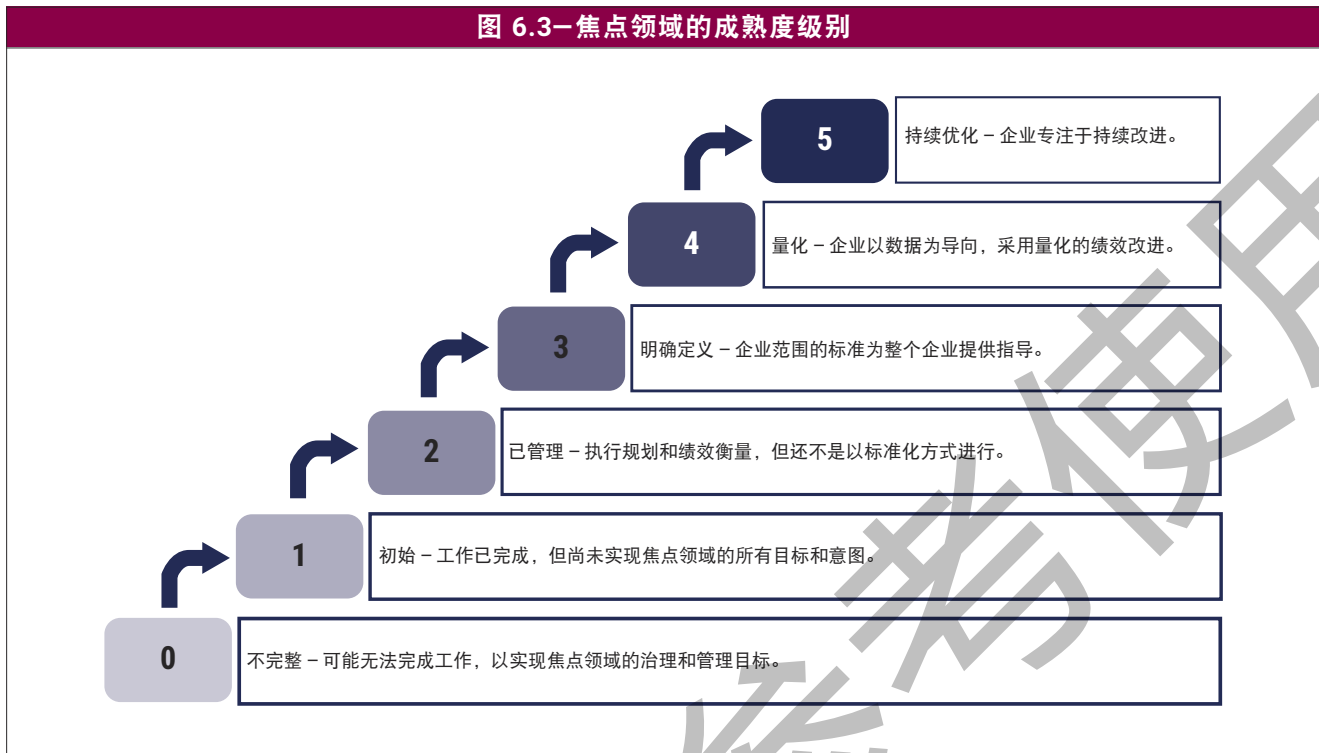 图 6.3—焦点领域的成熟度级别
5
持续优化 – 企业专注于持续改进。
4
量化 – 企业以数据为导向，采用量化的绩效改进。
3
明确定义 – 企业范围的标准为整个企业提供指导。
2
已管理 – 执行规划和绩效衡量，但还不是以标准化方式进行。
1
初始 – 工作已完成，但尚未实现焦点领域的所有目标和意图。
0
不完整 – 可能无法完成工作，以实现焦点领域的治理和管理目标。
参考使用